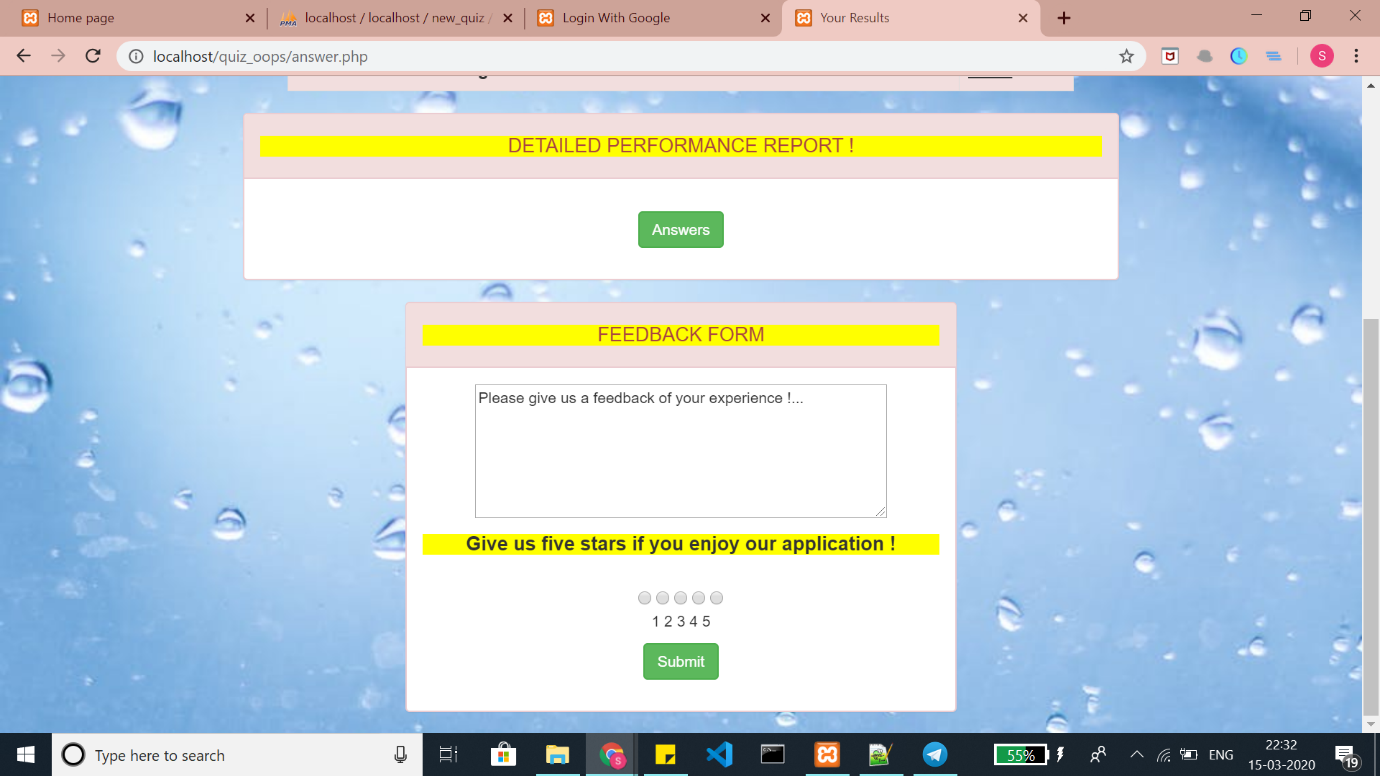 Home page
localhost / localhost / new_quiz /
Login With Google
Your Results
localhost/quiz_oops/answer.php
S
DETAILED PERFORMANCE REPORT !
Answers
FEEDBACK FORM
Please give us a feedback of your experience !...
Give us five stars if you enjoy our application !
1 2 3 4 5
Submit
Type here to search
S
55%
ENG
22:32
15-03-2020
19